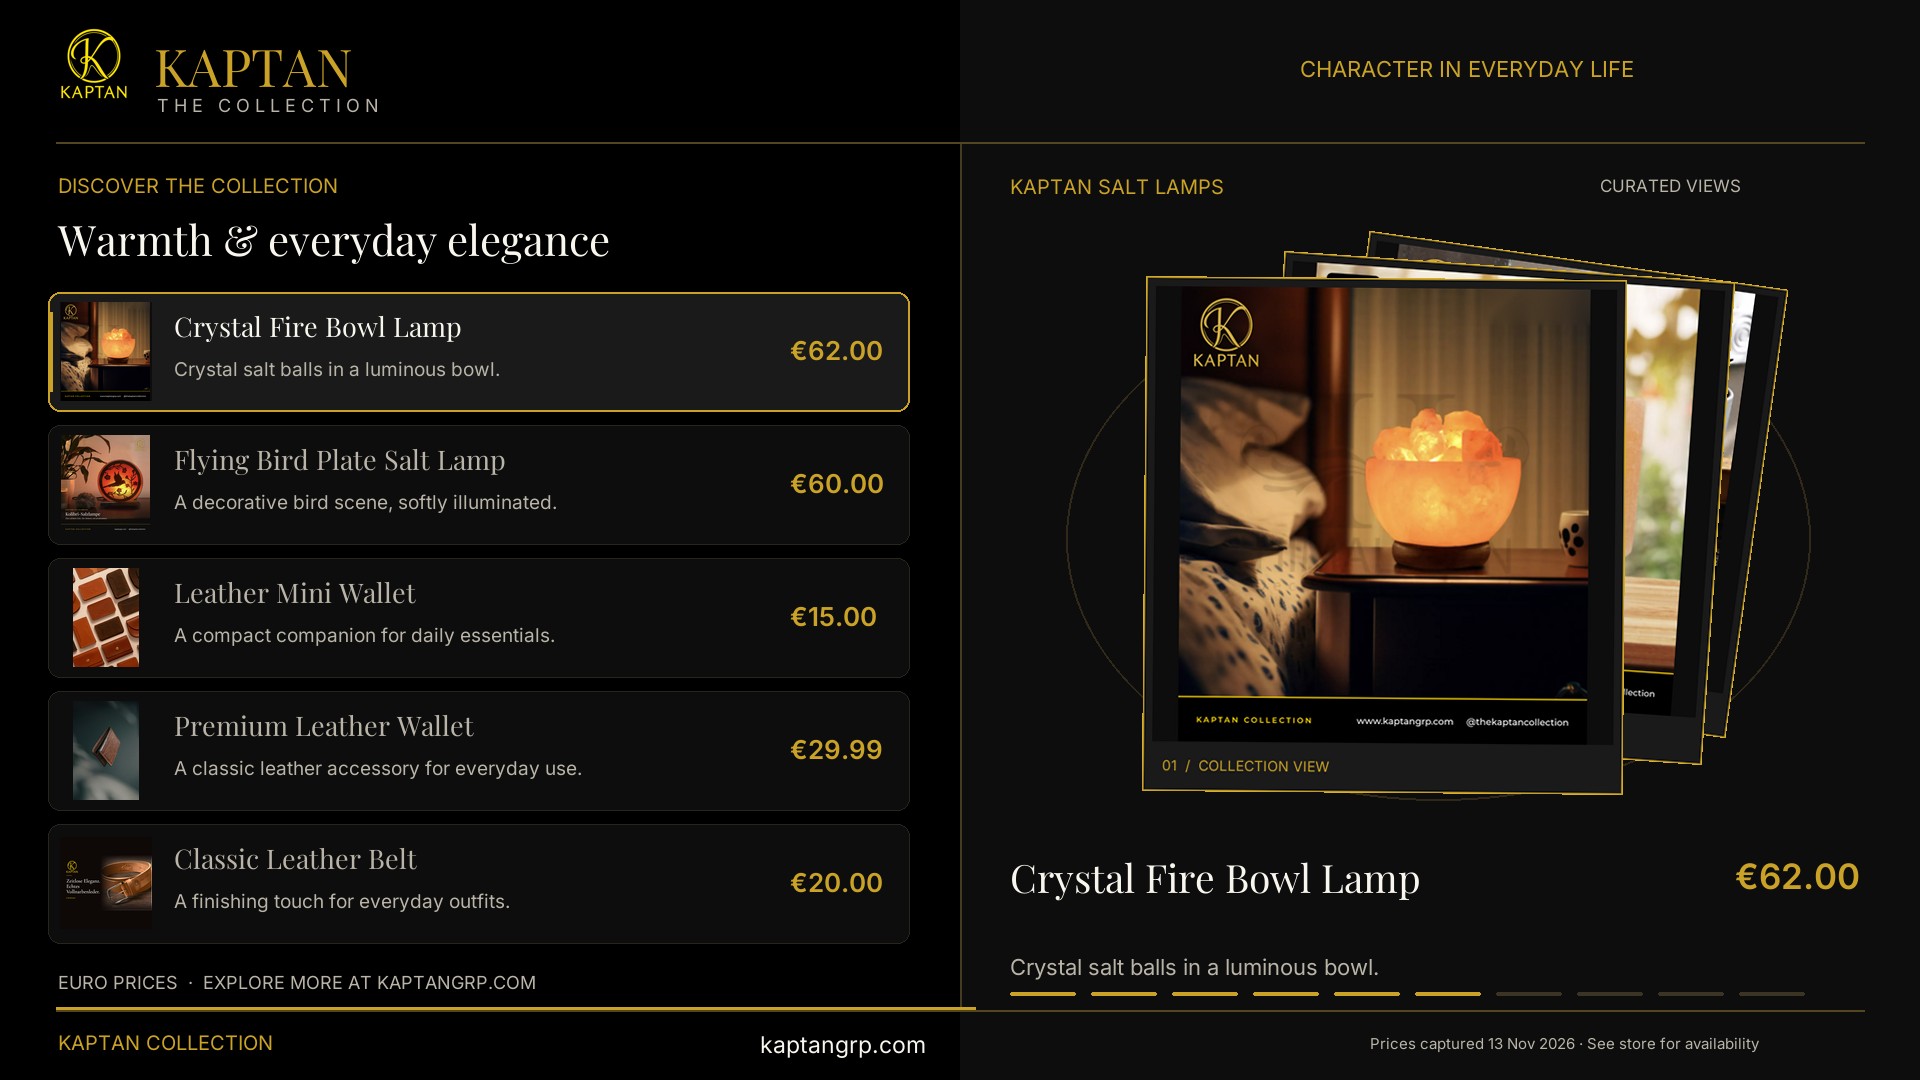 KAPTAN
KAPTAN
THE COLLECTION
CHARACTER IN EVERYDAY LIFE
DISCOVER THE COLLECTION
Warmth & everyday elegance
Crystal Fire Bowl Lamp
Crystal salt balls in a luminous bowl.
€62.00
Flying Bird Plate Salt Lamp
A decorative bird scene, softly illuminated.
€60.00
Leather Mini Wallet
A compact companion for daily essentials.
€15.00
Premium Leather Wallet
A classic leather accessory for everyday use.
€29.99
Zeitlose Eleganz
Echtes
Vollrindleder
Classic Leather Belt
A finishing touch for everyday outfits.
€20.00
EURO PRICES · EXPLORE MORE AT KAPTANGRP.COM
KAPTAN SALT LAMPS
CURATED VIEWS
KAPTAN
KAPTAN COLLECTION www.kaptangrp.com @thekaptancollection
01 / COLLECTION VIEW
Crystal Fire Bowl Lamp
€62.00
Crystal salt balls in a luminous bowl.
KAPTAN COLLECTION
kaptangrp.com
Prices captured 13 Nov 2026 · See store for availability